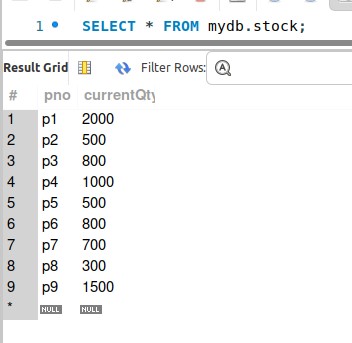 1 SELECT * FROM mydb.stock;
Result Grid Filter Rows:
# pno currentQty
1 p1 2000
2 p2 500
3 p3 800
4 p4 1000
5 p5 500
6 p6 800
7 p7 700
8 p8 300
9 p9 1500
* NULL NULL